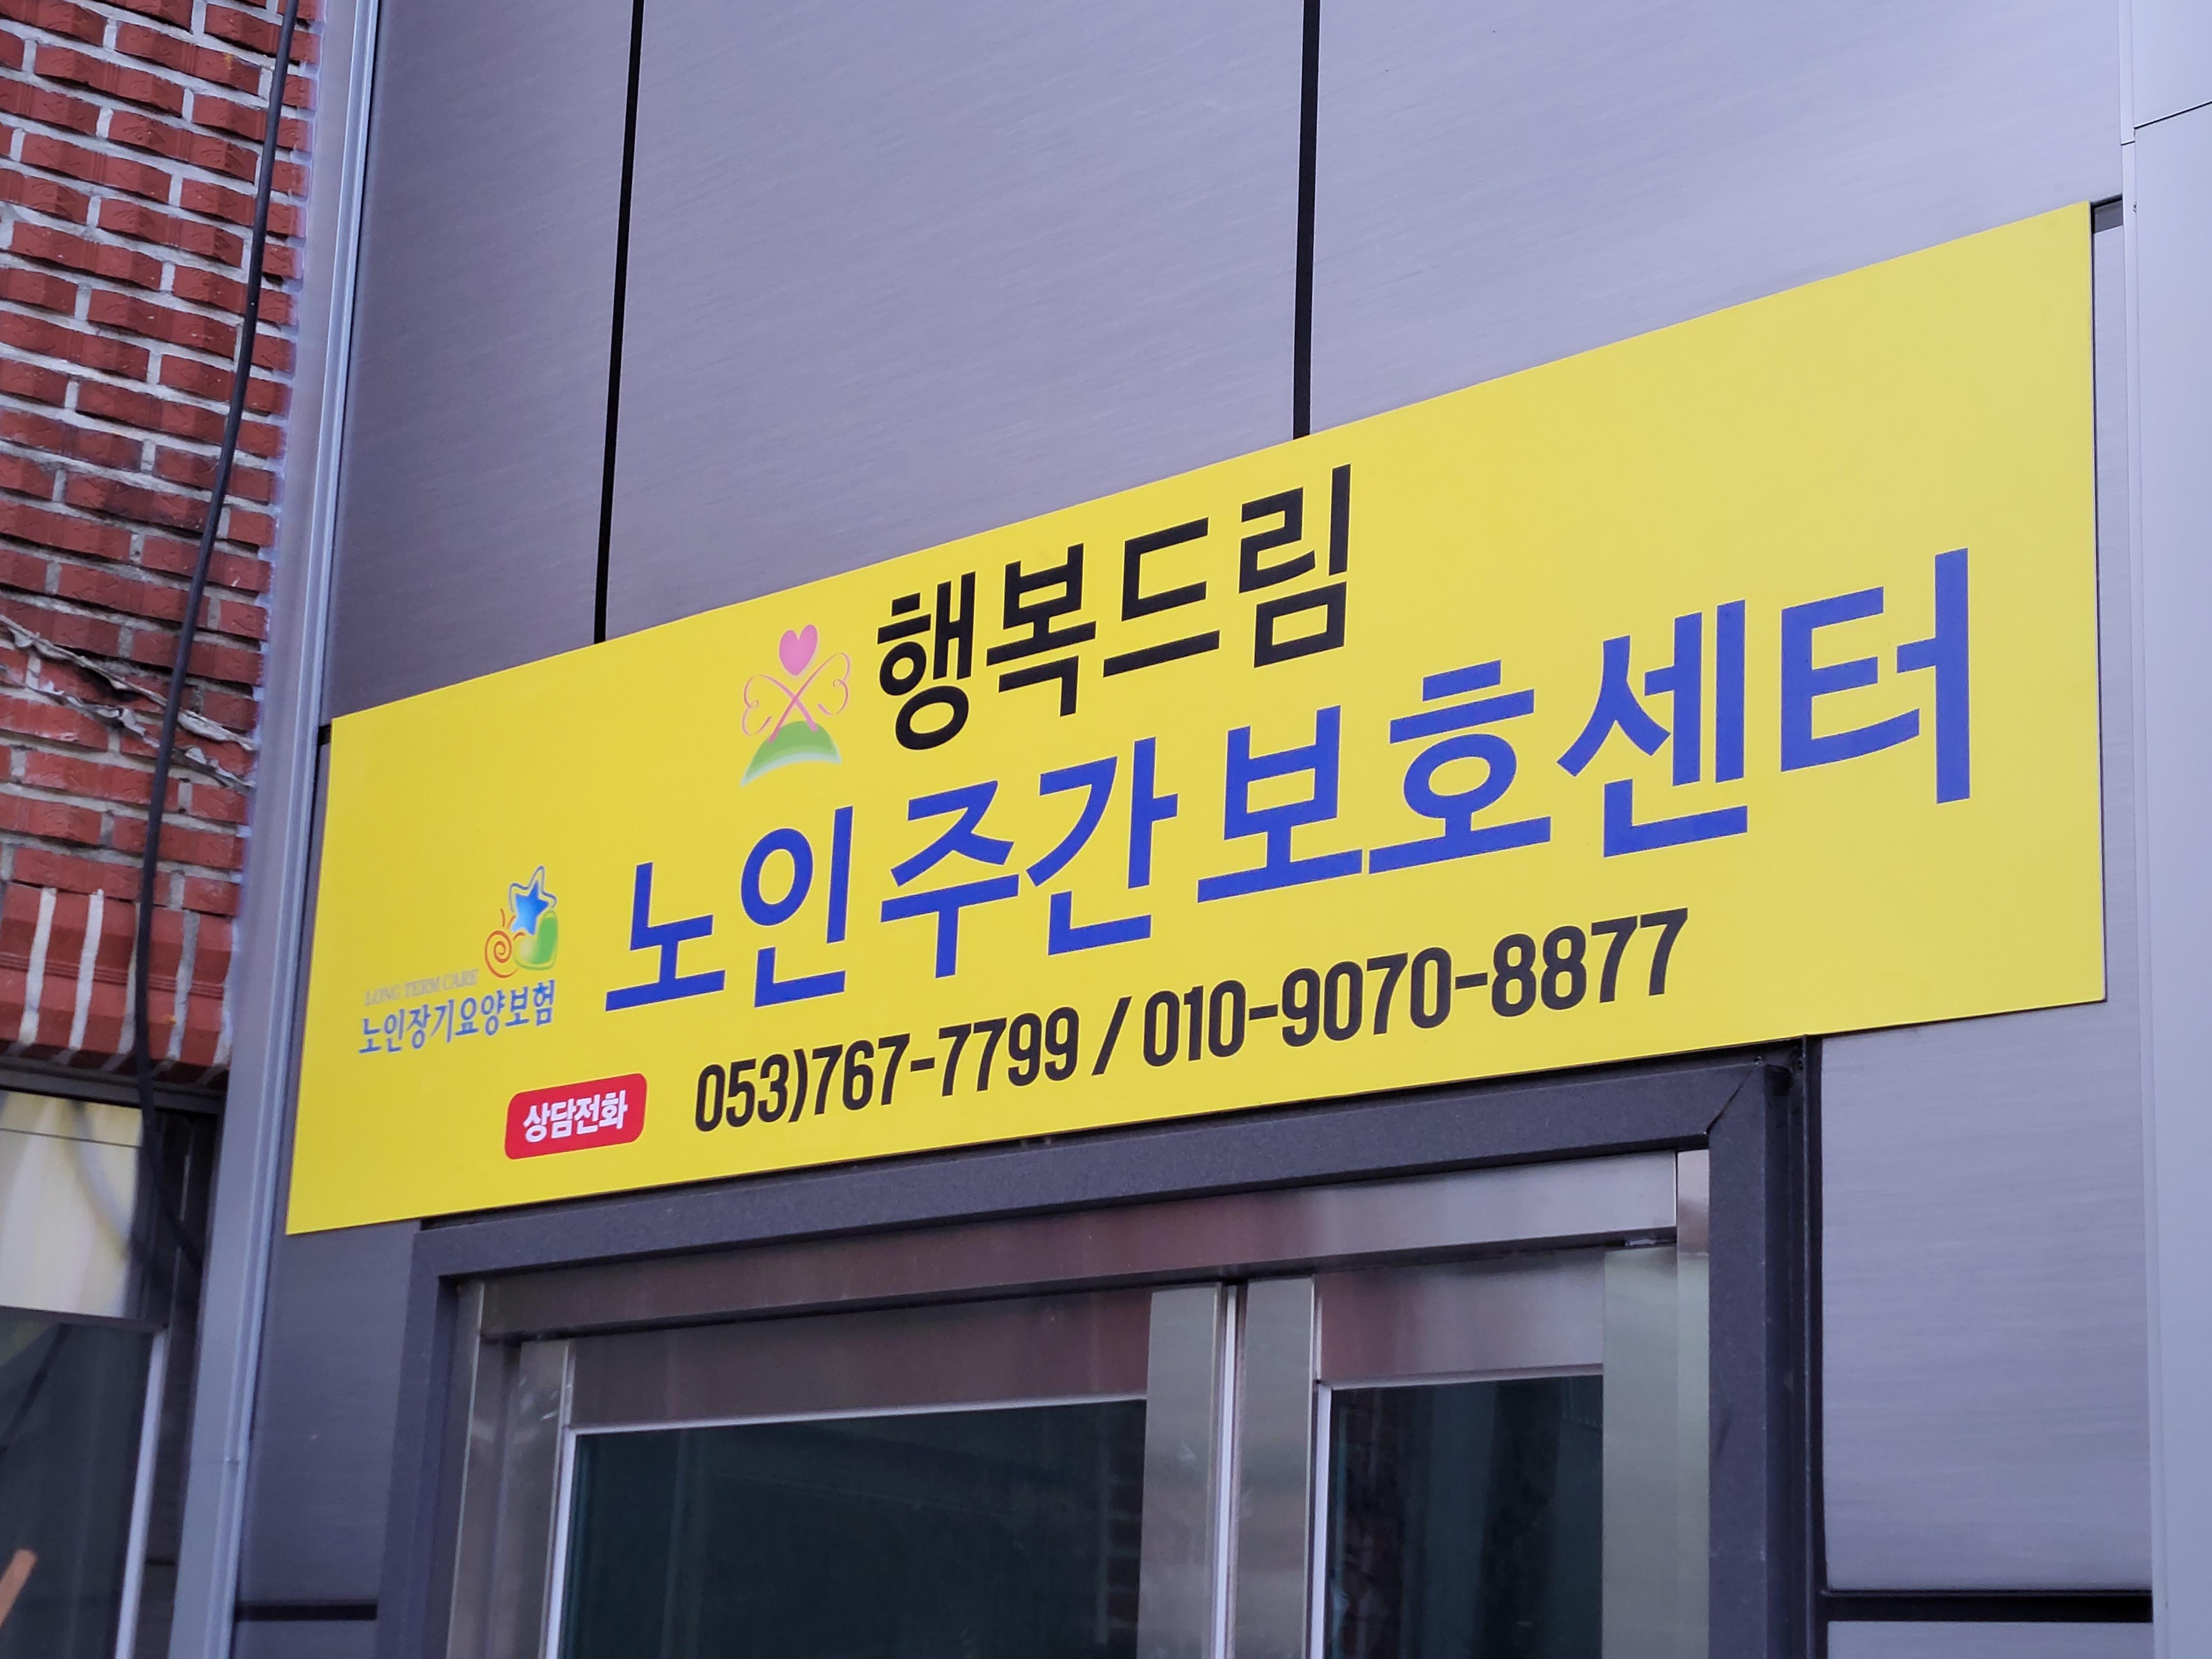 행복드림
노인주간보호센터
LONG TERM CARE
노인장기요양보험
상담전화 053)767-7799 / 010-9070-8877